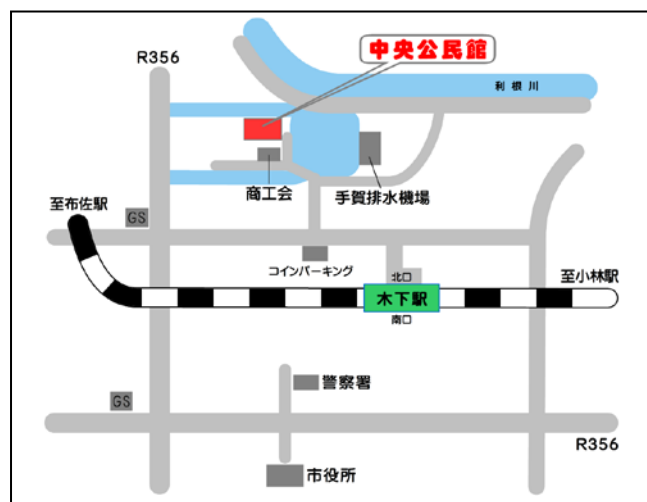 R356
中央公民館
利根川
商工会
手賀排水機場
至布佐駅
GS
コインパーキング
北口
至小林駅
木下駅
南口
警察署
GS
R356
市役所